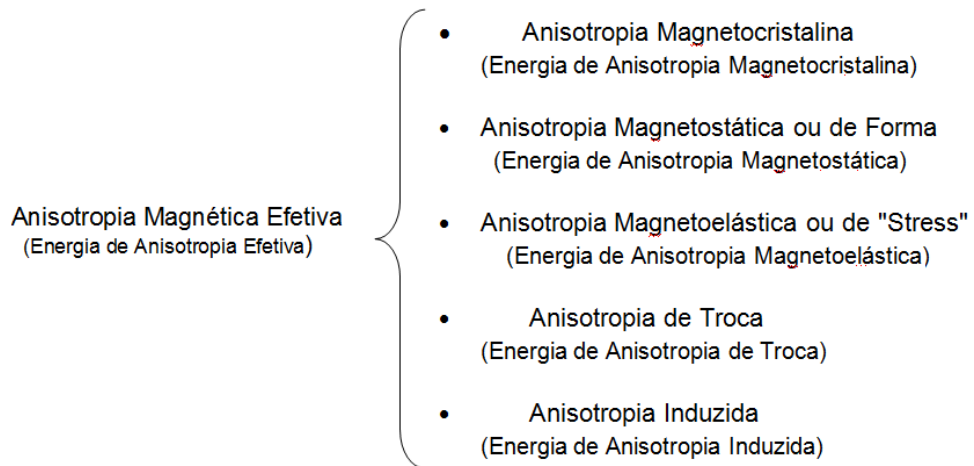 Anisotropia Magnética Efetiva
(Energia de Anisotropia Efetiva)
• Anisotropia Magnetocristalina
(Energia de Anisotropia Magnetocristalina)
• Anisotropia Magnetostática ou de Forma
(Energia de Anisotropia Magnetostática)
• Anisotropia Magnetoelástica ou de "Stress"
(Energia de Anisotropia Magnetoelástica)
• Anisotropia de Troca
(Energia de Anisotropia de Troca)
• Anisotropia Induzida
(Energia de Anisotropia Induzida)